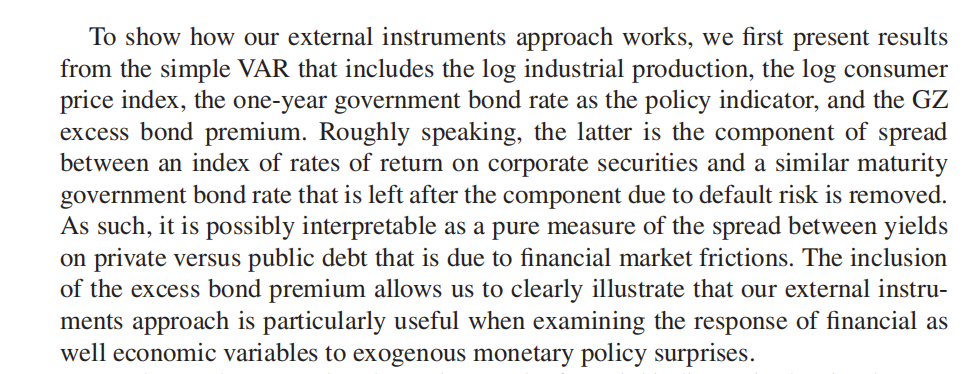 To show how our external instruments approach works, we first present results
from the simple VAR that includes the log industrial production, the log consumer
price index, the one-year government bond rate as the policy indicator, and the GZ
excess bond premium. Roughly speaking, the latter is the component of spread
between an index of rates of return on corporate securities and a similar maturity
government bond rate that is left after the component due to default risk is removed.
As such, it is possibly interpretable as a pure measure of the spread between yields
on private versus public debt that is due to financial market frictions. The inclusion
of the excess bond premium allows us to clearly illustrate that our external instru-
ments approach is particularly useful when examining the response of financial as
well economic variables to exogenous monetary policy surprises.